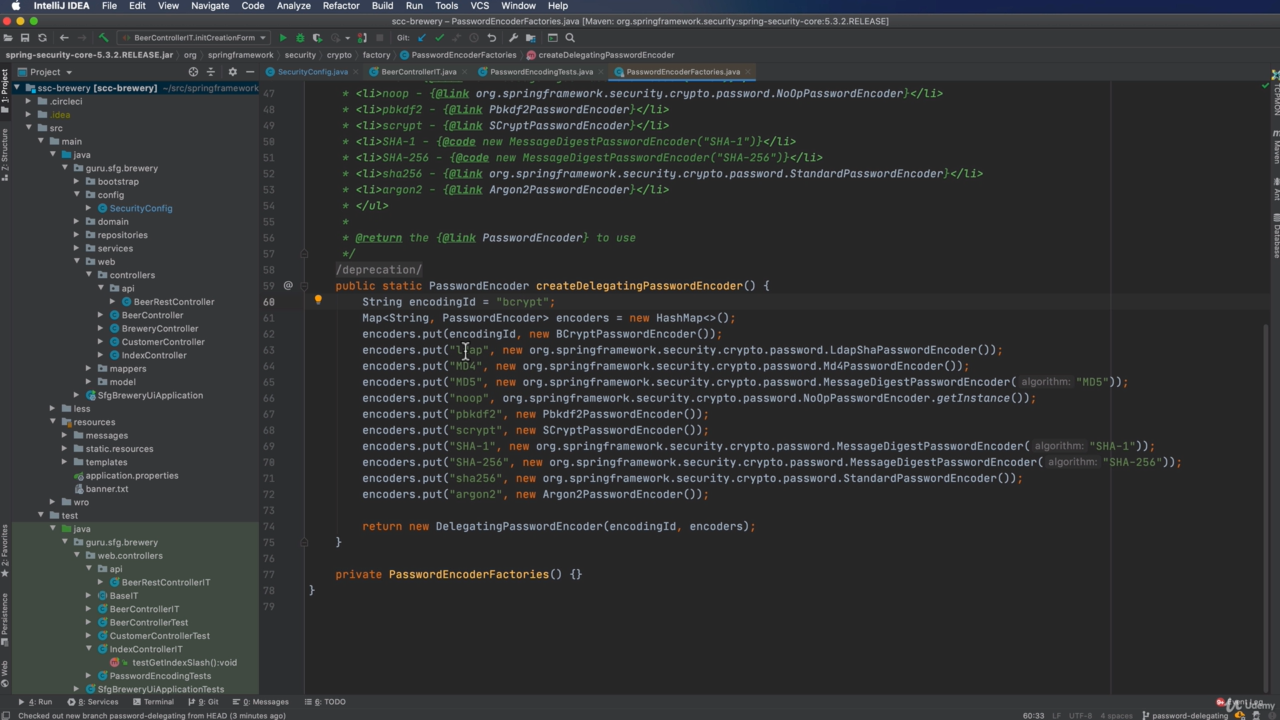 IntelliJ IDEA File Edit View Navigate Code Analyze Refactor Build Run Tools VCS Window Help
scc-brewery – PasswordEncoderFactories.java [Maven: org.springframework.security:spring-security-core:5.3.2.RELEASE]
BeerControllerIT.initCreationForm Git:
spring-security-core-5.3.2.RELEASE.jar org springframework security crypto factory PasswordEncoderFactories createDelegatingPasswordEncoder
Project SecurityConfig.java BeerControllerIT.java PasswordEncodingTests.java PasswordEncoderFactories.java
ssc-brewery [scc-brewery] ~/src/springframework
.circleci
.idea
src
main
java
guru.sfg.brewery
bootstrap
config
SecurityConfig
domain
repositories
services
web
controllers
api
BeerRestController
BeerController
BreweryController
CustomerController
IndexController
mappers
model
SfgBreweryUiApplication
less
resources
messages
static.resources
templates
application.properties
banner.txt
wro
test
java
guru.sfg.brewery
web.controllers
api
BeerRestControllerIT
BaseIT
BeerControllerIT
BeerControllerTest
CustomerControllerTest
IndexControllerIT
testGetIndexSlash():void
PasswordEncodingTests
SfgBreweryUiApplicationTests
47 * <li>noop - {@link org.springframework.security.crypto.password.NoOpPasswordEncoder}</li>
48 * <li>pbkdf2 - {@link Pbkdf2PasswordEncoder}</li>
49 * <li>scrypt - {@link SCryptPasswordEncoder}</li>
50 * <li>SHA-1 - {@code new MessageDigestPasswordEncoder("SHA-1")}</li>
51 * <li>SHA-256 - {@code new MessageDigestPasswordEncoder("SHA-256")}</li>
52 * <li>sha256 - {@link org.springframework.security.crypto.password.StandardPasswordEncoder}</li>
53 * <li>argon2 - {@link Argon2PasswordEncoder}</li>
54 * </ul>
55 *
56 * @return the {@link PasswordEncoder} to use
57 */
58 /deprecation/
59 @ public static PasswordEncoder createDelegatingPasswordEncoder() {
60 String encodingId = "bcrypt";
61 Map<String, PasswordEncoder> encoders = new HashMap<>();
62 encoders.put(encodingId, new BCryptPasswordEncoder());
63 encoders.put("ldap", new org.springframework.security.crypto.password.LdapShaPasswordEncoder());
64 encoders.put("MD4", new org.springframework.security.crypto.password.Md4PasswordEncoder());
65 encoders.put("MD5", new org.springframework.security.crypto.password.MessageDigestPasswordEncoder( algorithm: "MD5"));
66 encoders.put("noop", org.springframework.security.crypto.password.NoOpPasswordEncoder.getInstance());
67 encoders.put("pbkdf2", new Pbkdf2PasswordEncoder());
68 encoders.put("scrypt", new SCryptPasswordEncoder());
69 encoders.put("SHA-1", new org.springframework.security.crypto.password.MessageDigestPasswordEncoder( algorithm: "SHA-1"));
70 encoders.put("SHA-256", new org.springframework.security.crypto.password.MessageDigestPasswordEncoder( algorithm: "SHA-256"));
71 encoders.put("sha256", new org.springframework.security.crypto.password.StandardPasswordEncoder());
72 encoders.put("argon2", new Argon2PasswordEncoder());
73
74 return new DelegatingPasswordEncoder(encodingId, encoders);
75 }
76
77 private PasswordEncoderFactories() {}
78 }
79
1: Project
7: Structure
2: Favorites
Persistence
Web
Maven
Ant
Database
4: Run 8: Services Terminal 9: Git 0: Messages 6: TODO
Checked out new branch password-delegating from HEAD (3 minutes ago) 60:33 LF UTF-8 4 spaces password-delegating
Udemy